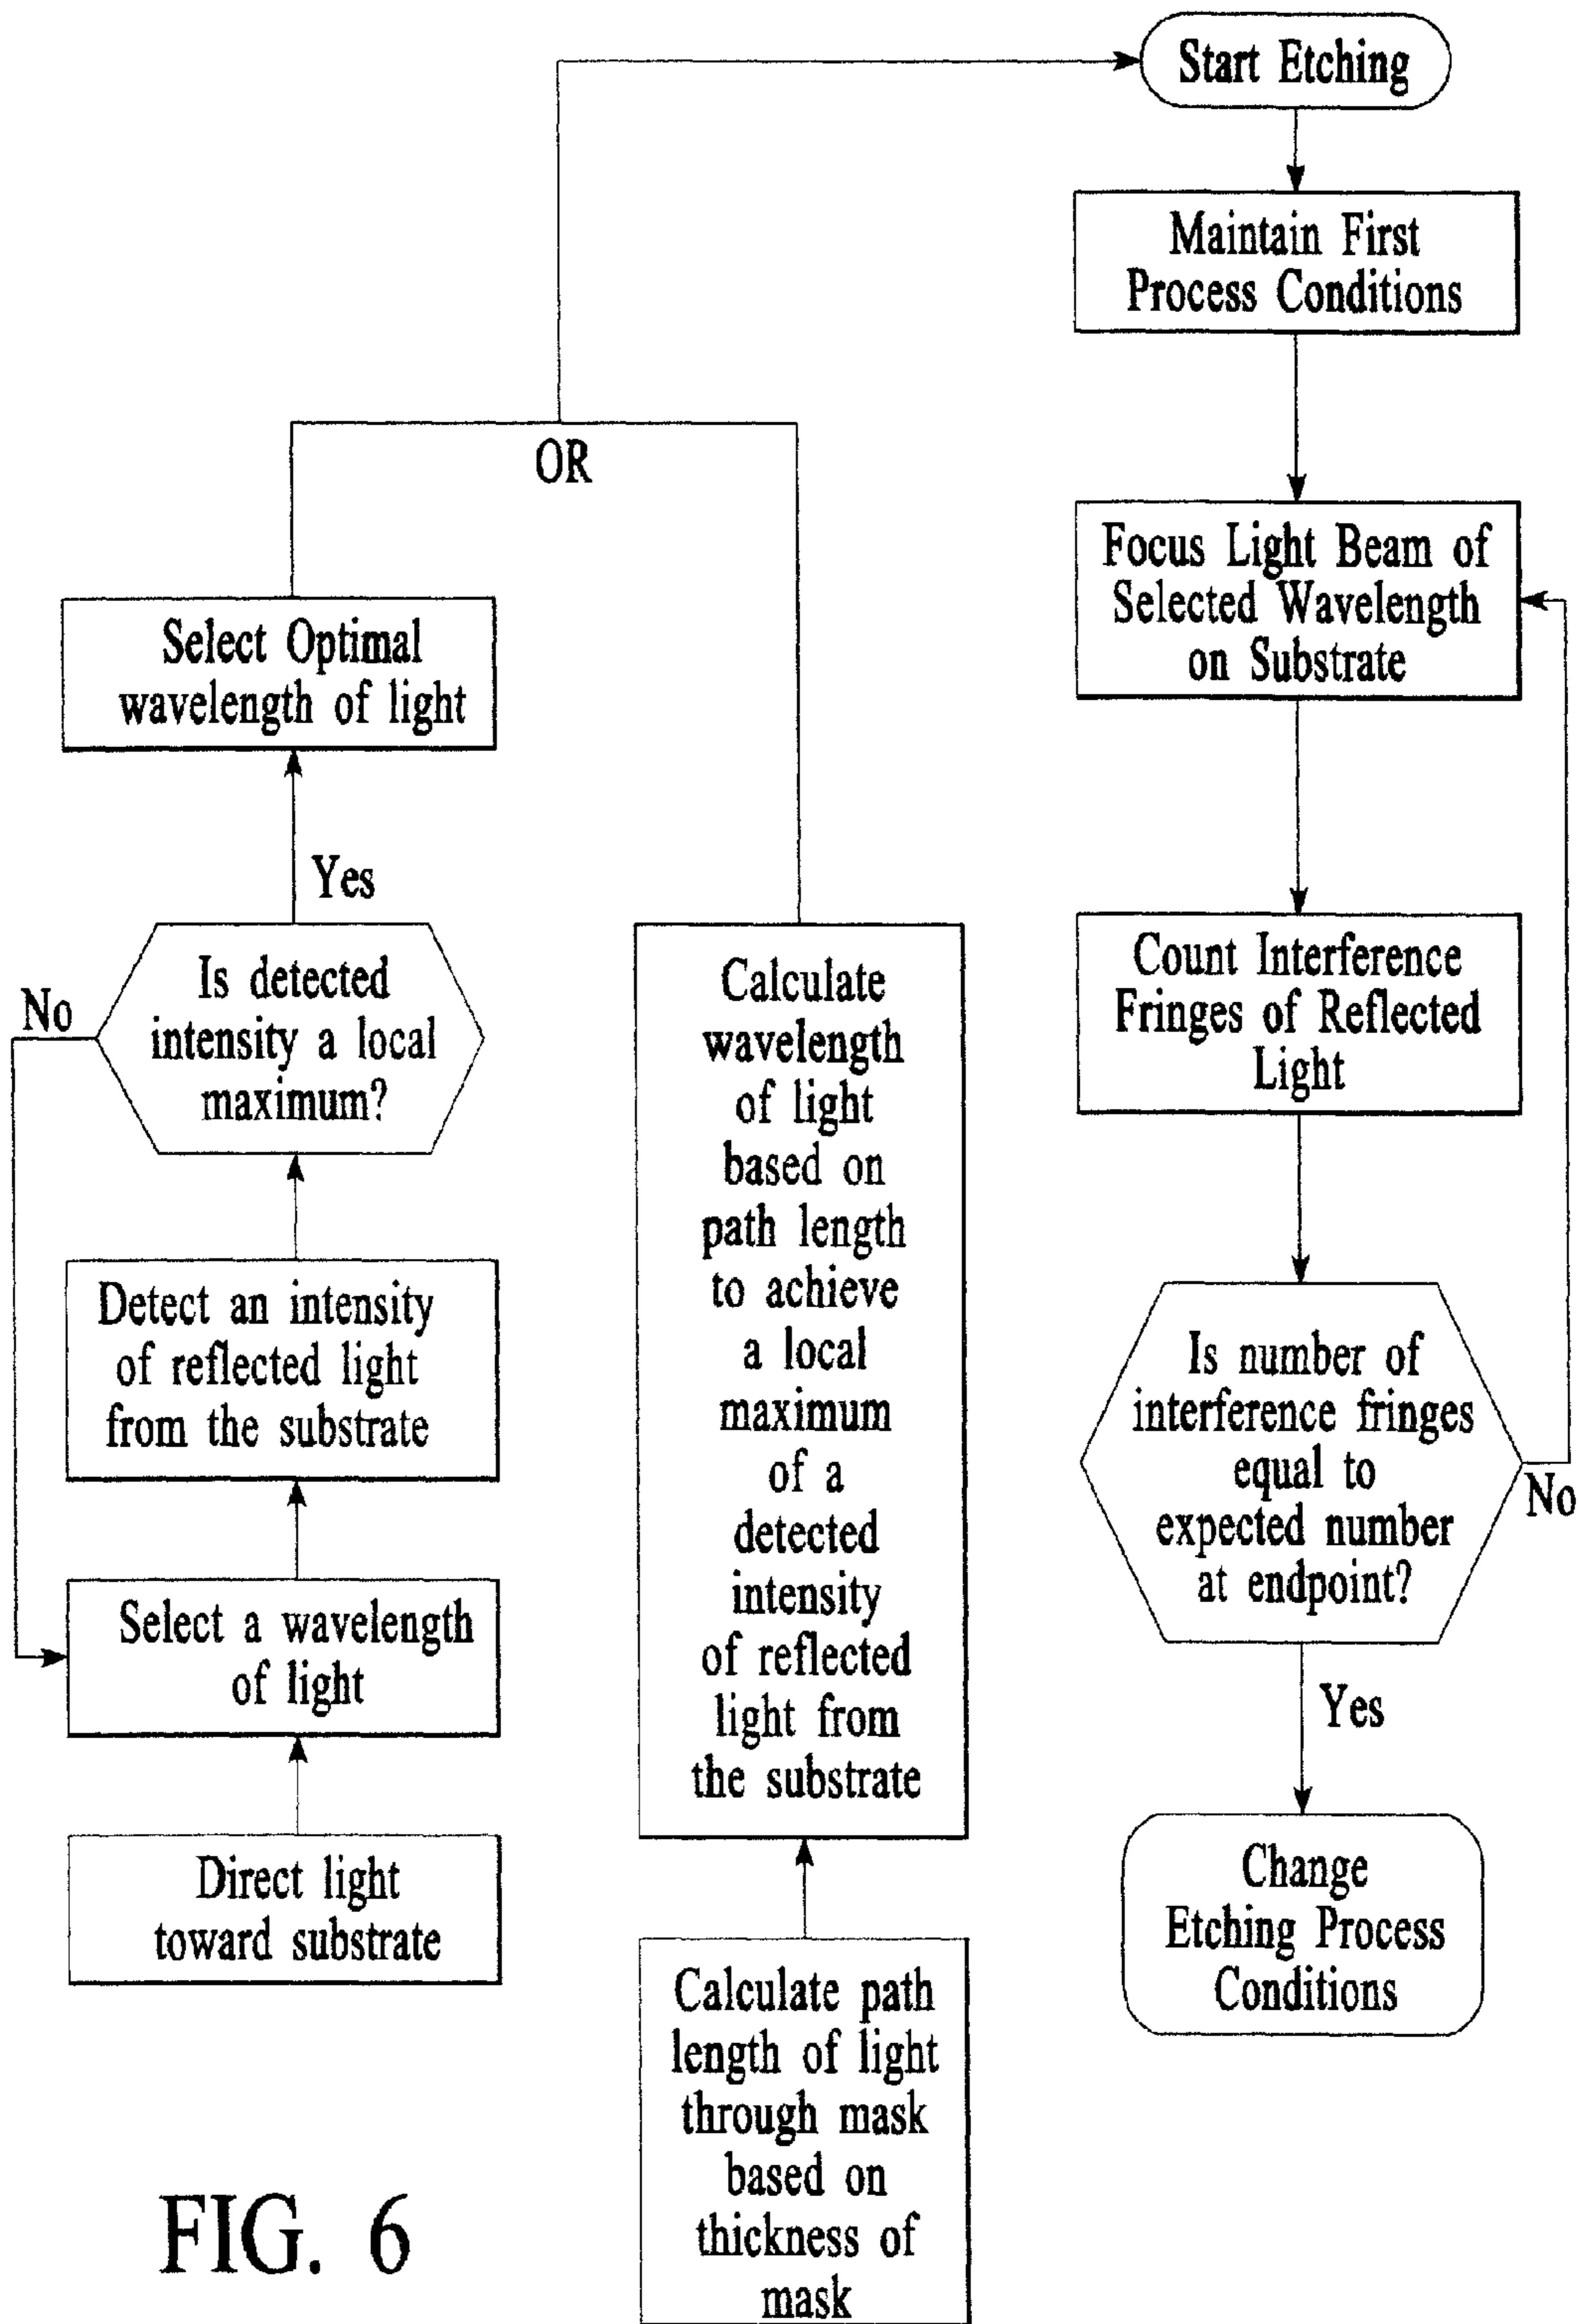 Start Etching
Maintain First
Process Conditions
Focus Light Beam of
Selected Wavelength
on Substrate
Count Interference
Fringes of Reflected
Light
Is number of
interference fringes
equal to
expected number
at endpoint?
No
Yes
Change
Etching Process
Conditions
OR
Select Optimal
wavelength of light
Yes
Is detected
intensity a local
maximum?
No
Detect an intensity
of reflected light
from the substrate
Select a wavelength
of light
Direct light
toward substrate
Calculate
wavelength
of light
based on
path length
to achieve
a local
maximum
of a
detected
intensity
of reflected
light from
the substrate
Calculate path
length of light
through mask
based on
thickness of
mask
FIG. 6